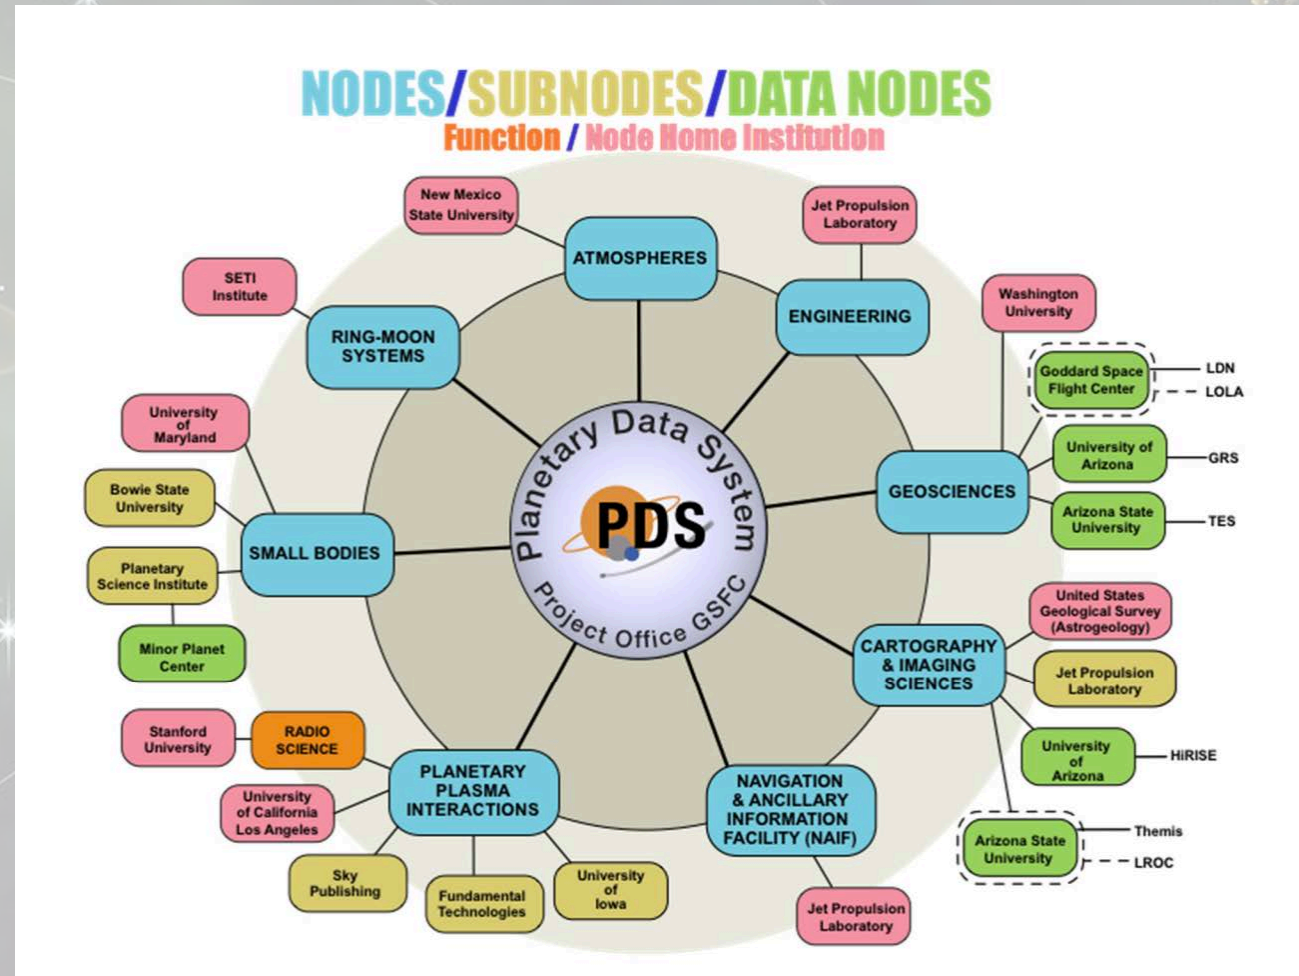 NODES/SUBNODES/DATA NODES
Function / Node Home Institution
New Mexico
State University
ATMOSPHERES
Jet Propulsion
Laboratory
ENGINEERING
SETI
Institute
RING-MOON
SYSTEMS
Washington
University
Goddard Space
Flight Center
LDN
LOLA
University of
Arizona
GRS
GEOSCIENCES
Arizona State
University
TES
University
of
Maryland
Bowie State
University
SMALL BODIES
Planetary
Science Institute
Minor Planet
Center
Planetary Data System
PDS
Project Office GSFC
United States
Geological Survey
(Astrogeology)
CARTOGRAPHY
& IMAGING
SCIENCES
Jet Propulsion
Laboratory
University
of
Arizona
HiRISE
Arizona State
University
Themis
LROC
Stanford
University
RADIO
SCIENCE
PLANETARY
PLASMA
INTERACTIONS
University
of California
Los Angeles
Sky
Publishing
Fundamental
Technologies
University
of
Iowa
NAVIGATION
& ANCILLARY
INFORMATION
FACILITY (NAIF)
Jet Propulsion
Laboratory